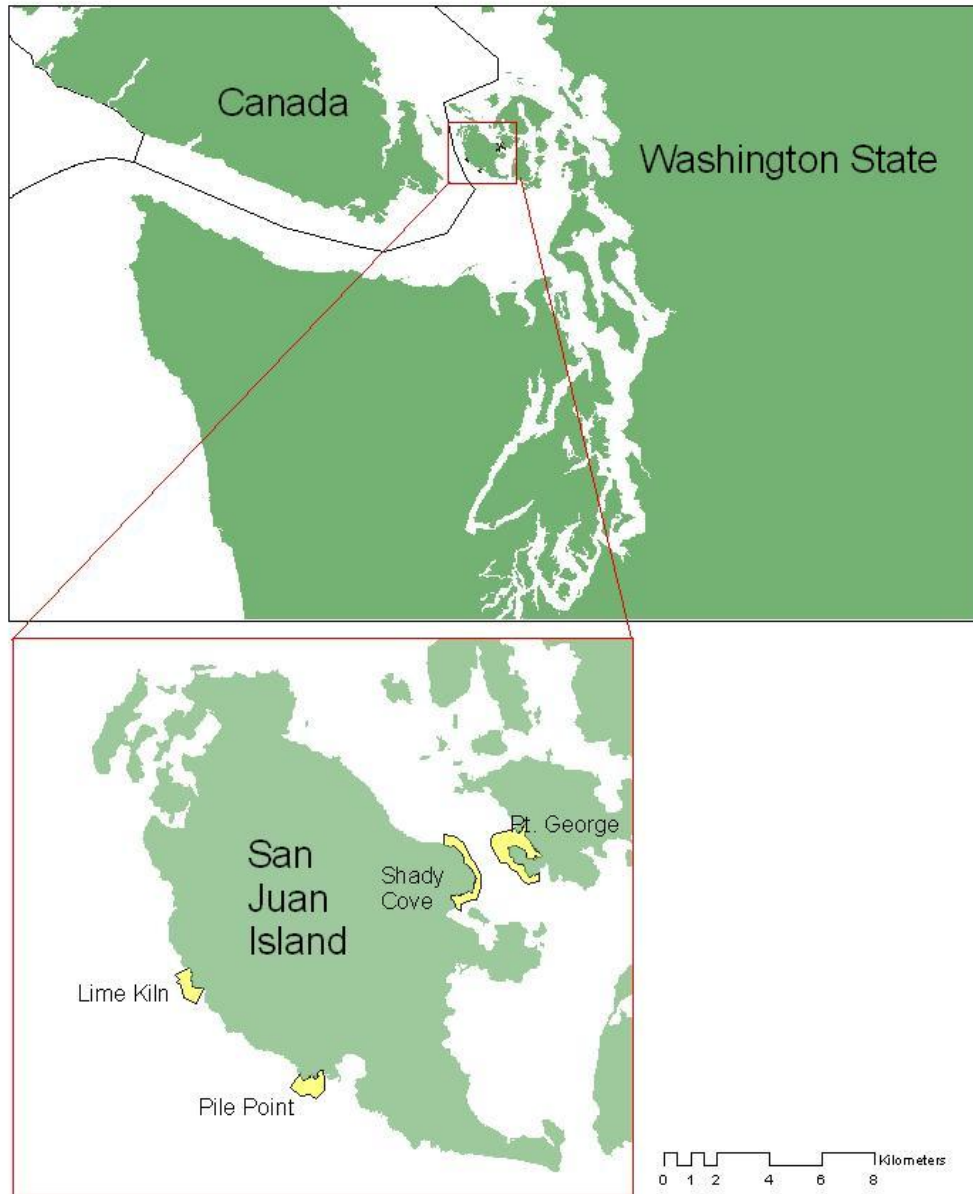 Canada
Washington State
Pt. George
San
Juan
Island
Shady
Cove
Lime Kiln
Pile Point
Kilometers
0 1 2 4 6 8